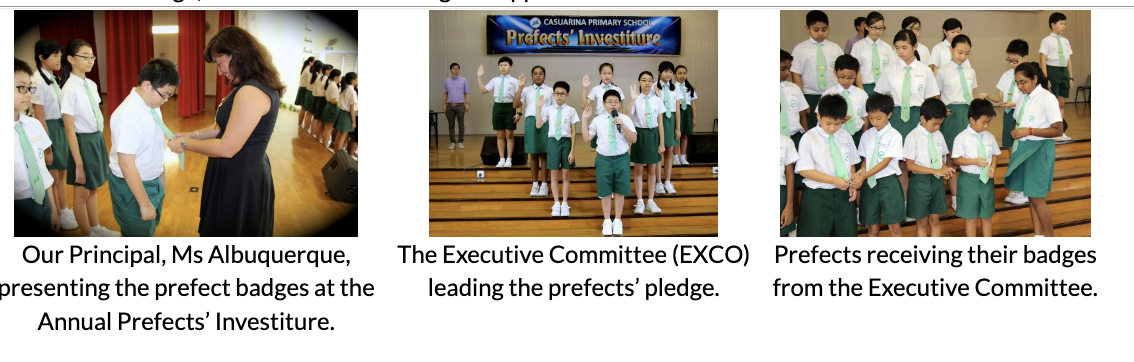 CASUARINA PRIMARY SCHOOL
Prefects' Investiture
Our Principal, Ms Albuquerque,
presenting the prefect badges at the
Annual Prefects' Investiture.
The Executive Committee (EXCO)
leading the prefects' pledge.
Prefects receiving their badges
from the Executive Committee.